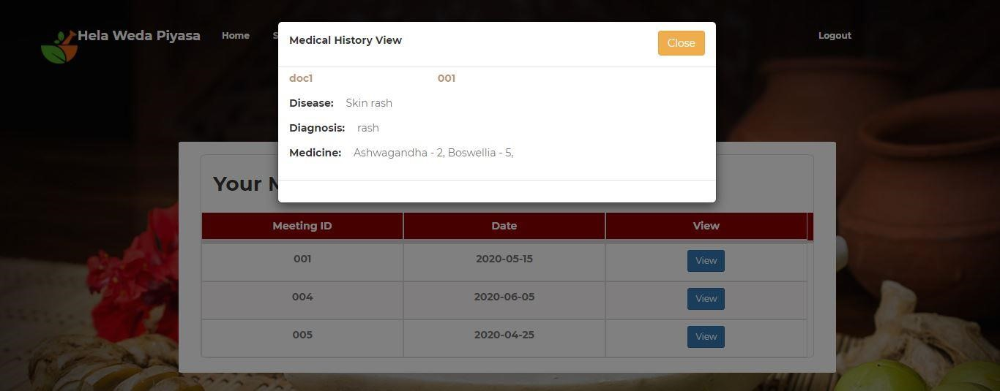 Medical History View
Close
Hela Weda Piyasa Home S Logout
doc1 001
Disease: Skin rash
Diagnosis: rash
Medicine: Ashwagandha - 2, Boswellia - 5,
Your
Meeting ID Date View
001 2020-05-15 View
004 2020-06-05 View
005 2020-04-25 View